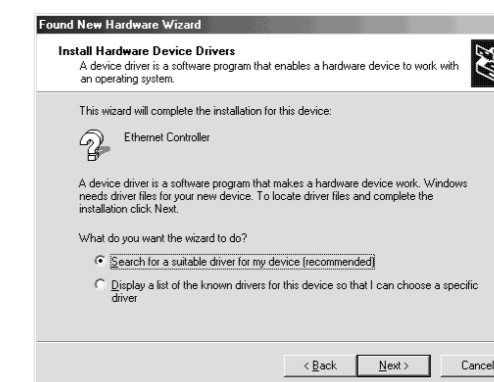 Found New Hardware Wizard
Install Hardware Device Drivers
A device driver is a software program that enables a hardware device to work with
an operating system.
This wizard will complete the installation for this device:
Ethernet Controller
A device driver is a software program that makes a hardware device work. Windows
needs driver files for your new device. To locate driver files and complete the
installation click Next.
What do you want the wizard to do?
Search for a suitable driver for my device (recommended)
Display a list of the known drivers for this device so that I can choose a specific
driver
< Back Next > Cancel